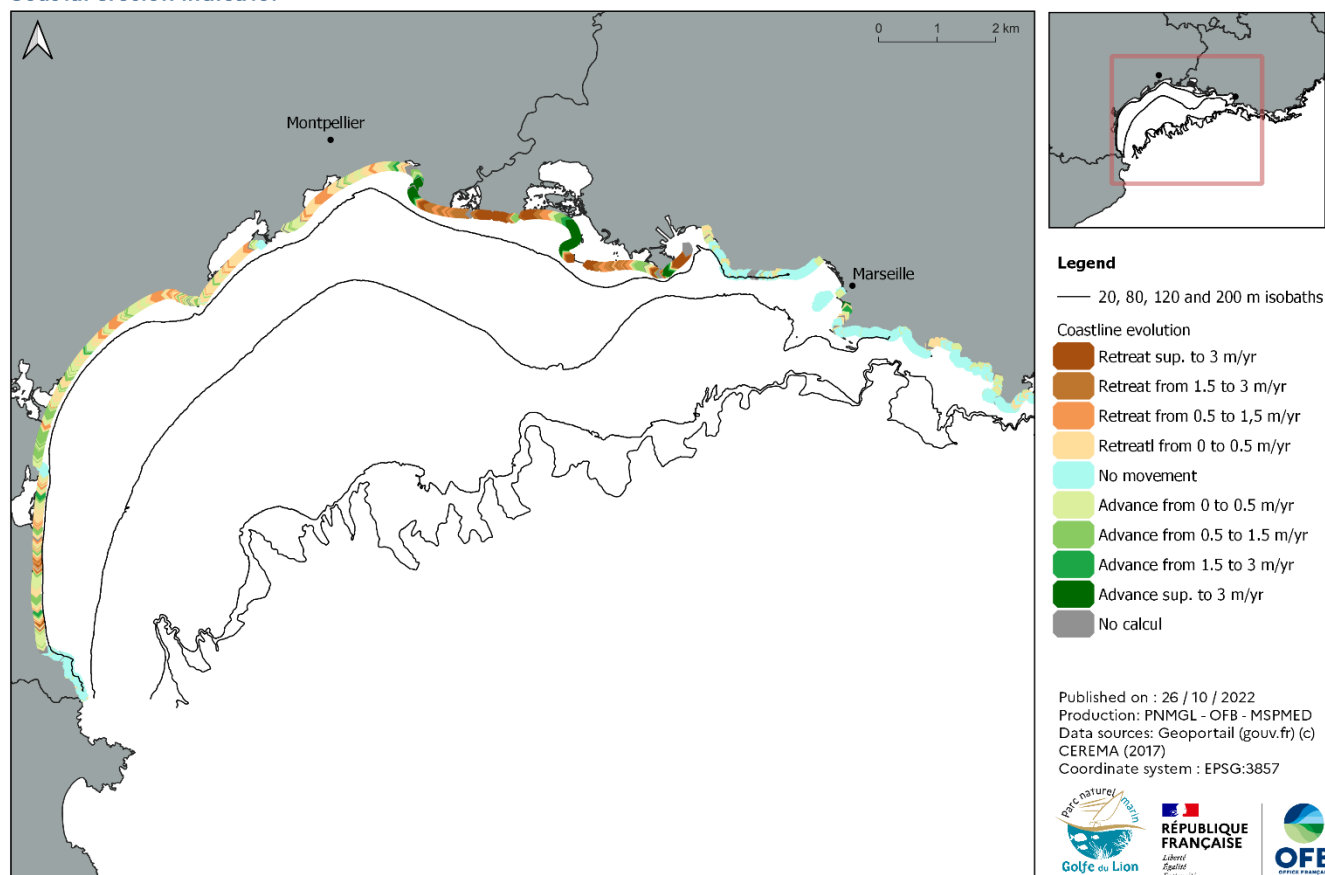 0 1 2 km
Montpellier
Marseille
Legend
20, 80, 120 and 200 m isobaths
Coastline evolution
Retreat sup. to 3 m/yr
Retreat from 1.5 to 3 m/yr
Retreat from 0.5 to 1,5 m/yr
Retreatl from 0 to 0.5 m/yr
No movement
Advance from 0 to 0.5 m/yr
Advance from 0.5 to 1.5 m/yr
Advance from 1.5 to 3 m/yr
Advance sup. to 3 m/yr
No calcul
Published on : 26 / 10 / 2022
Production: PNMGL - OFB - MSPMED
Data sources: Geoportail (gouv.fr) (c)
CEREMA (2017)
Coordinate system : EPSG:3857
Parc naturel marin
Golfe du Lion
RÉPUBLIQUE
FRANÇAISE
Liberté
Égalité
OFB